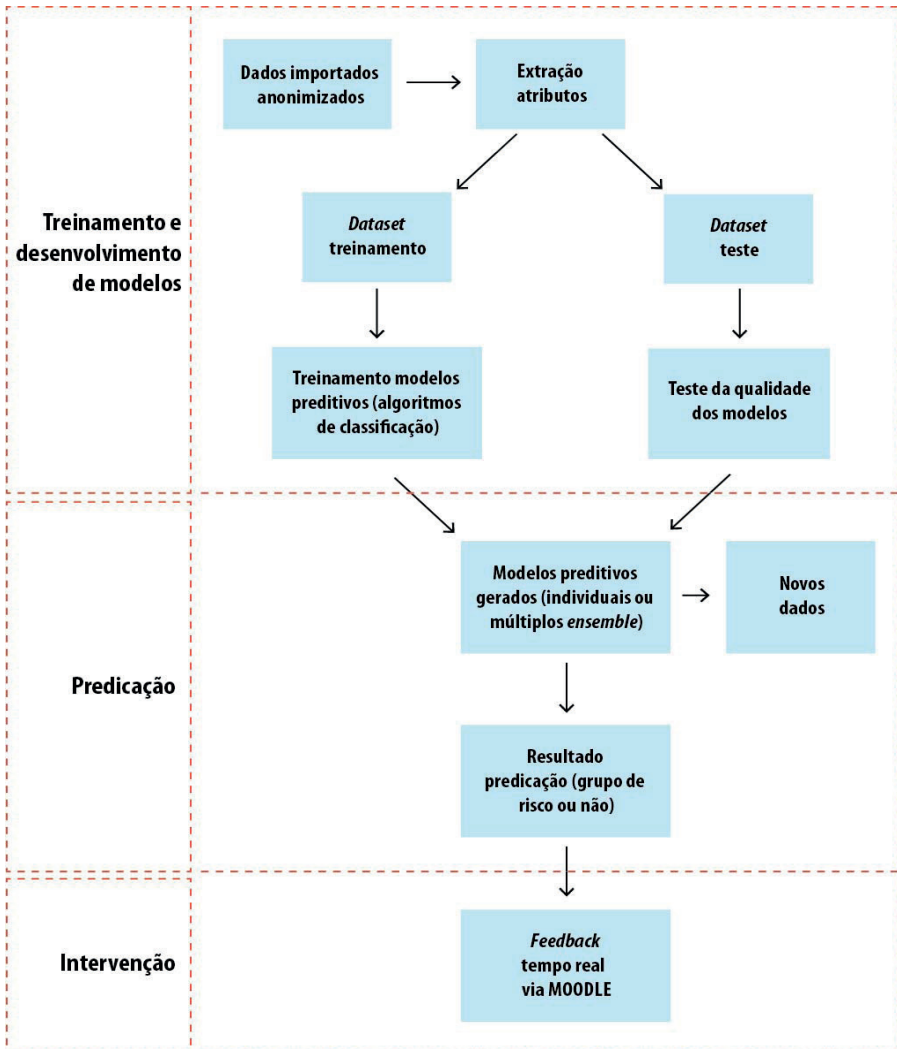 Dados importados
anonimizados
Extração
atributos
Treinamento e
desenvolvimento
de modelos
Dataset
treinamento
Dataset
teste
Treinamento modelos
preditivos (algoritmos
de classificação)
Teste da qualidade
dos modelos
Predicação
Modelos preditivos
gerados (individuais ou
múltiplos ensemble)
Novos
dados
Resultado
predicação (grupo de
risco ou não)
Intervenção
Feedback
tempo real
via MOODLE